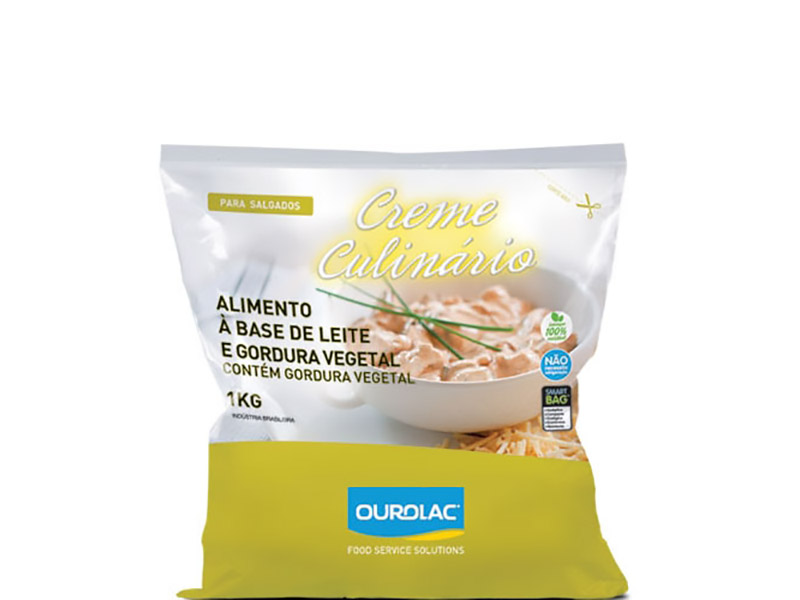 PARA SALGADOS
Creme
Culinário
ALIMENTO
À BASE DE LEITE
E GORDURA VEGETAL
CONTÉM GORDURA VEGETAL
1KG
INDÚSTRIA BRASILEIRA
100%
NÃO
SMART
BAG
OUROLAC
FOOD SERVICE SOLUTIONS